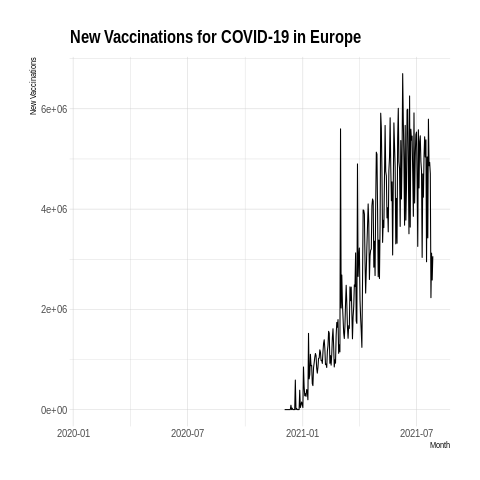 New Vaccinations for COVID-19 in Europe
New Vaccinations
6e+06
4e+06
2e+06
0e+00
2020-01 2020-07 2021-01 2021-07
Month